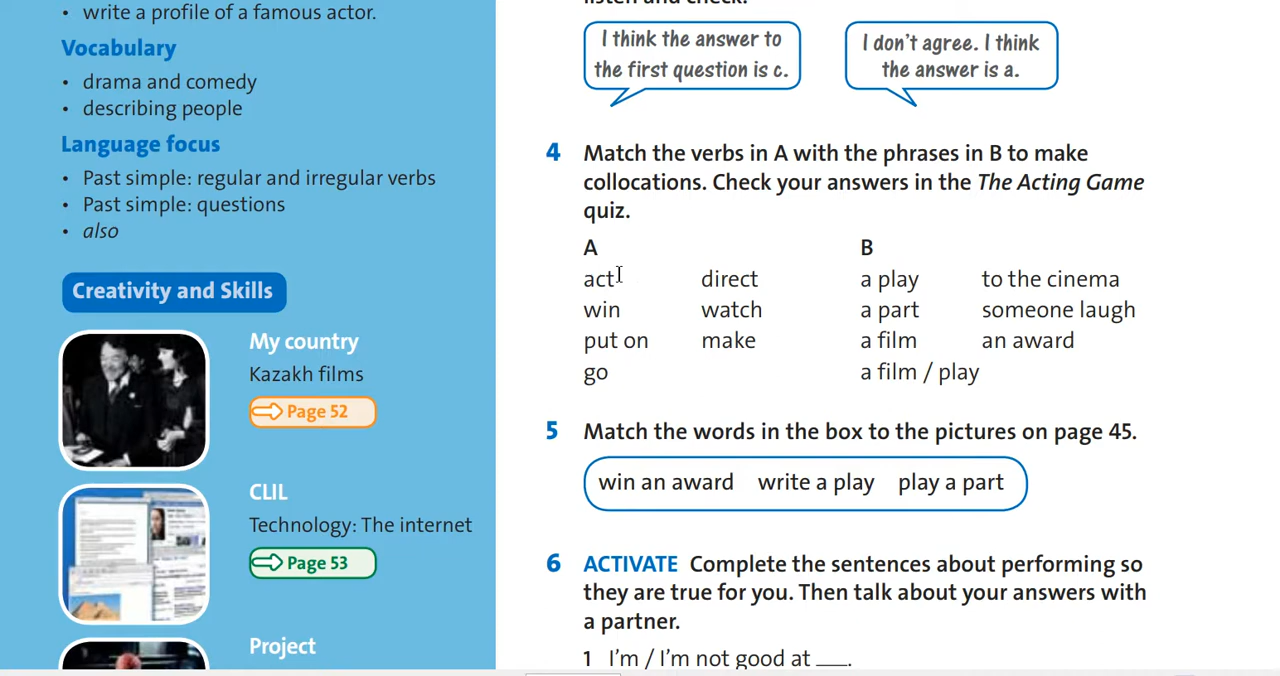 • write a profile of a famous actor.
Vocabulary
• drama and comedy
• describing people
Language focus
• Past simple: regular and irregular verbs
• Past simple: questions
• also
Creativity and Skills
My country
Kazakh films
Page 52
CLIL
Technology: The internet
Page 53
Project
listen and check.
I think the answer to
the first question is c.
I don't agree. I think
the answer is a.
4 Match the verbs in A with the phrases in B to make
collocations. Check your answers in the The Acting Game
quiz.
A B
act direct a play to the cinema
win watch a part someone laugh
put on make a film an award
go a film / play
5 Match the words in the box to the pictures on page 45.
win an award write a play play a part
6 ACTIVATE Complete the sentences about performing so
they are true for you. Then talk about your answers with
a partner.
1 I'm / I'm not good at ___.